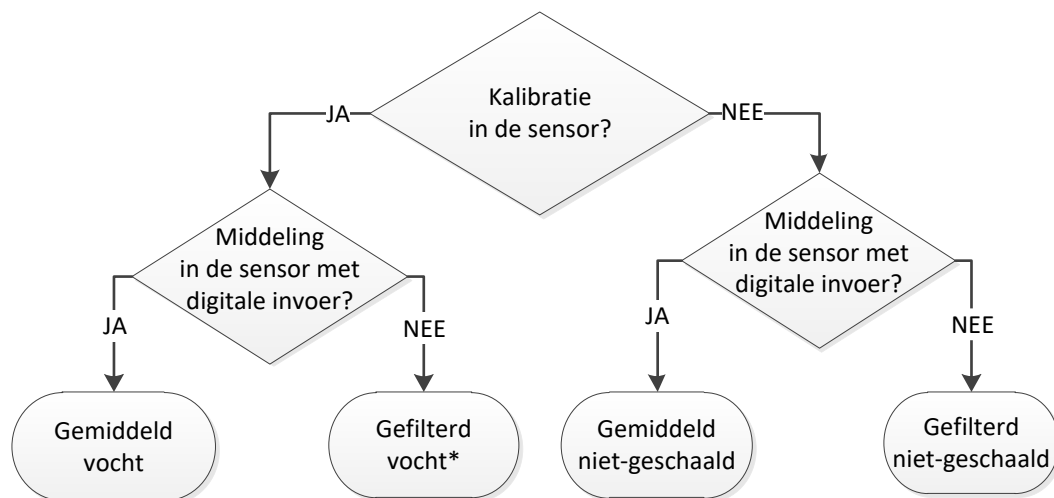 Kalibratie
in de sensor?
JA
NEE
Middeling
in de sensor met
digitale invoer?
Middeling
in de sensor met
digitale invoer?
JA
NEE
JA
NEE
Gemiddeld
vocht
Gefilterd
vocht*
Gemiddeld
niet-geschaald
Gefilterd
niet-geschaald